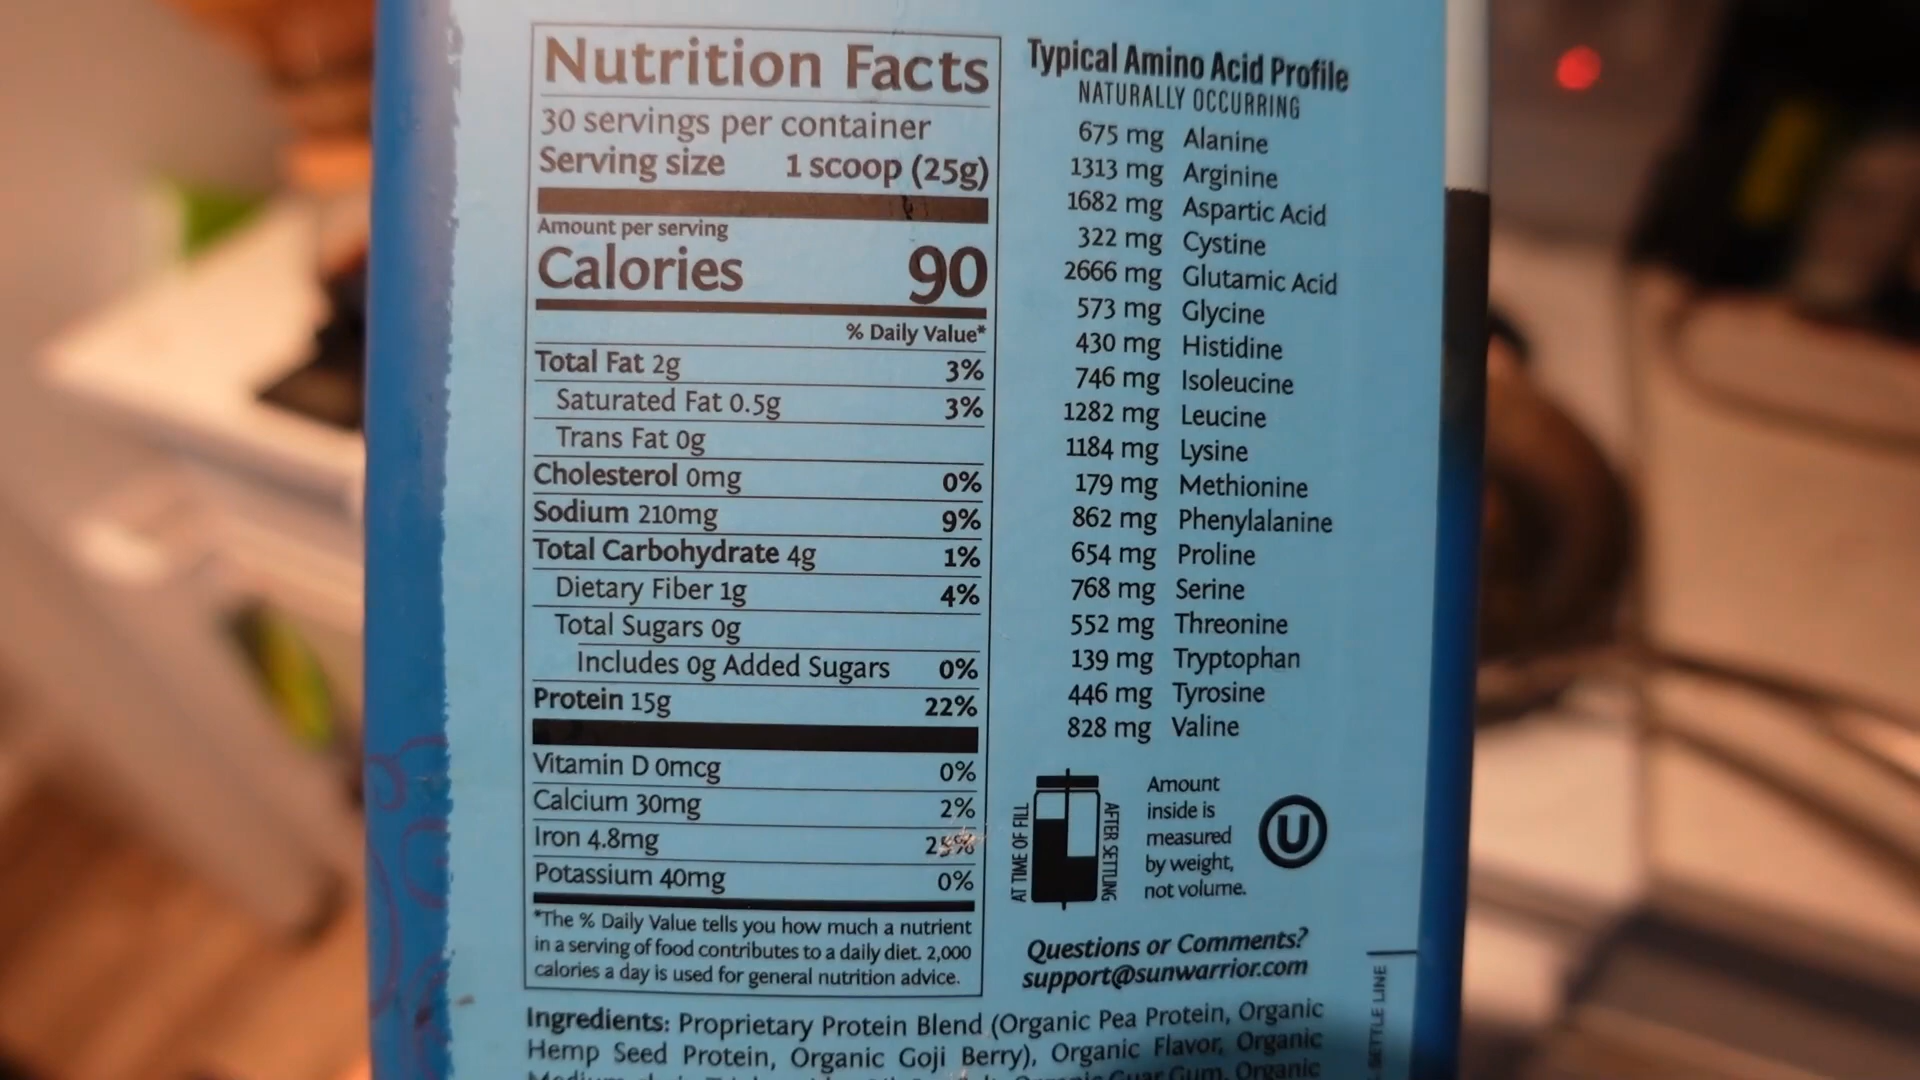 Nutrition Facts
30 servings per container
Serving size 1 scoop (25g)
Amount per serving
Calories 90
% Daily Value*
Total Fat 2g 3%
Saturated Fat 0.5g 3%
Trans Fat 0g
Cholesterol 0mg 0%
Sodium 210mg 9%
Total Carbohydrate 4g 1%
Dietary Fiber 1g 4%
Total Sugars 0g
Includes 0g Added Sugars 0%
Protein 15g 22%
Vitamin D 0mcg 0%
Calcium 30mg 2%
Iron 4.8mg 25%
Potassium 40mg 0%
*The % Daily Value tells you how much a nutrient
in a serving of food contributes to a daily diet. 2,000
calories a day is used for general nutrition advice.
Typical Amino Acid Profile
NATURALLY OCCURRING
675 mg Alanine
1313 mg Arginine
1682 mg Aspartic Acid
322 mg Cystine
2666 mg Glutamic Acid
573 mg Glycine
430 mg Histidine
746 mg Isoleucine
1282 mg Leucine
1184 mg Lysine
179 mg Methionine
862 mg Phenylalanine
654 mg Proline
768 mg Serine
552 mg Threonine
139 mg Tryptophan
446 mg Tyrosine
828 mg Valine
AT TIME OF FILL
AFTER SETTLING
Amount
inside is
measured
by weight,
not volume.
U
Questions or Comments?
support@sunwarrior.com
SETTLE LINE
Ingredients: Proprietary Protein Blend (Organic Pea Protein, Organic
Hemp Seed Protein, Organic Goji Berry), Organic Flavor, Organic
Guar Gum, Organic